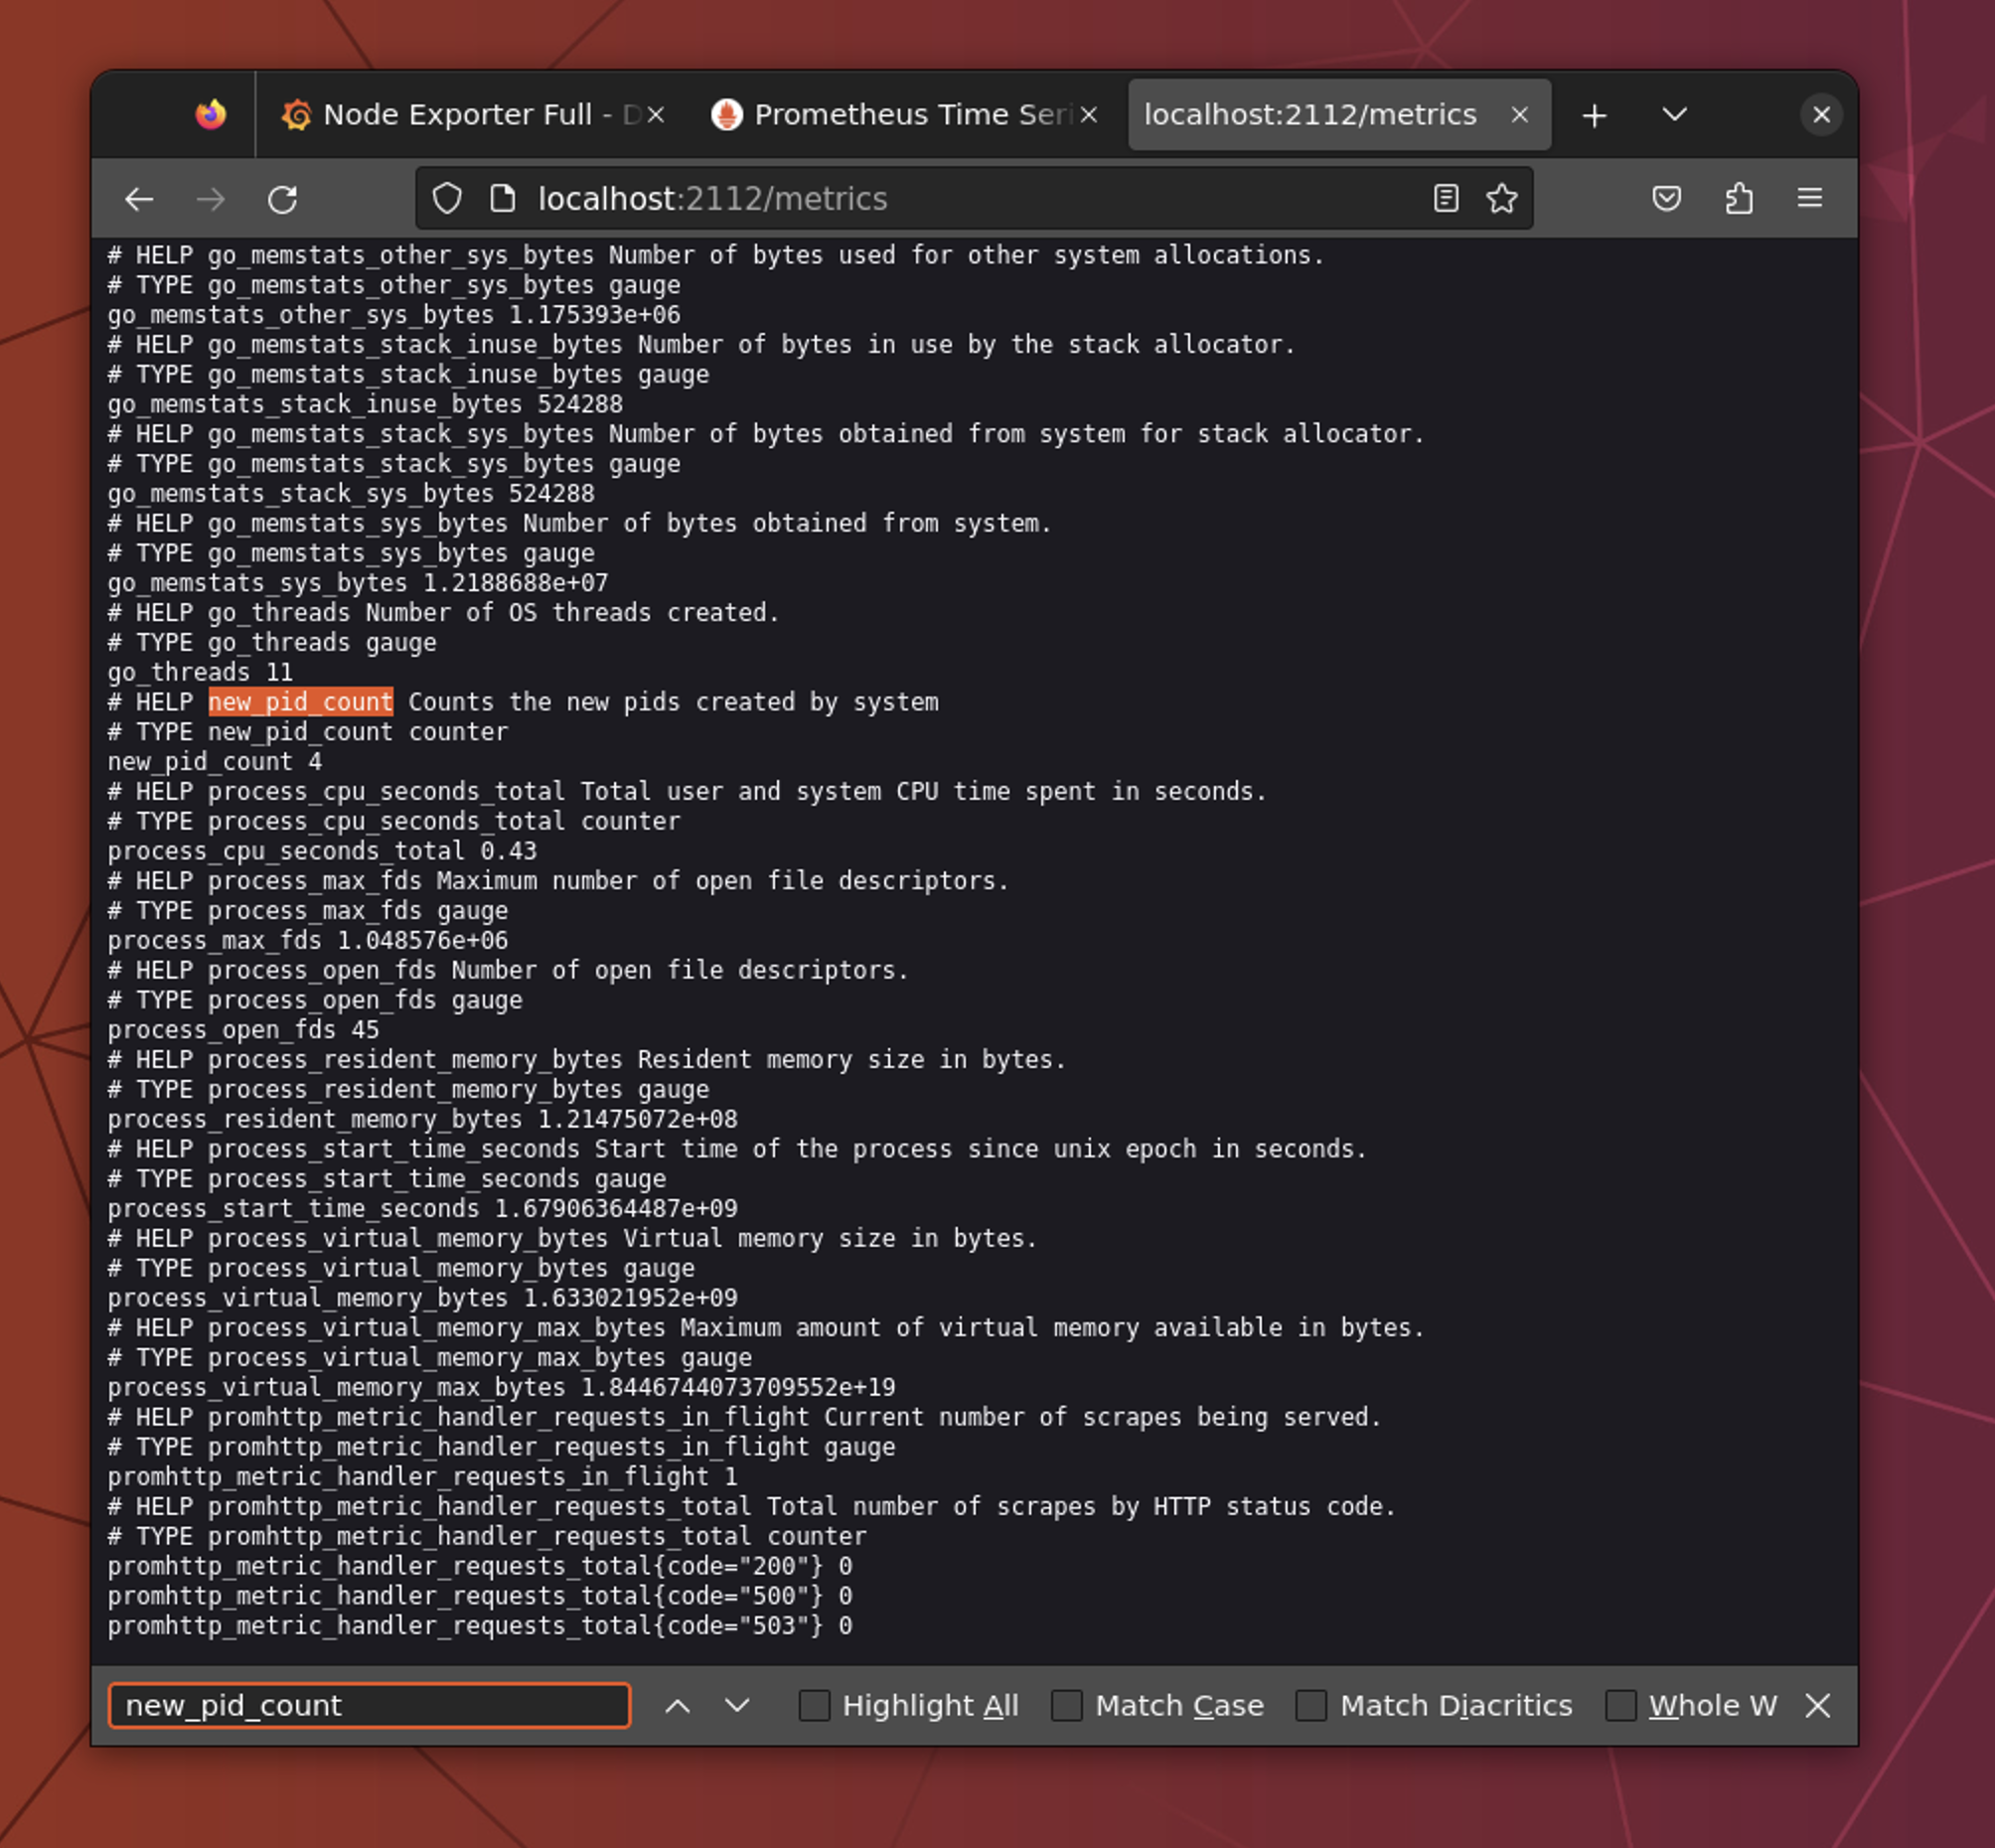 Node Exporter Full - D
Prometheus Time Seri
localhost:2112/metrics
localhost:2112/metrics
# HELP go_memstats_other_sys_bytes Number of bytes used for other system allocations.
# TYPE go_memstats_other_sys_bytes gauge
go_memstats_other_sys_bytes 1.175393e+06
# HELP go_memstats_stack_inuse_bytes Number of bytes in use by the stack allocator.
# TYPE go_memstats_stack_inuse_bytes gauge
go_memstats_stack_inuse_bytes 524288
# HELP go_memstats_stack_sys_bytes Number of bytes obtained from system for stack allocator.
# TYPE go_memstats_stack_sys_bytes gauge
go_memstats_stack_sys_bytes 524288
# HELP go_memstats_sys_bytes Number of bytes obtained from system.
# TYPE go_memstats_sys_bytes gauge
go_memstats_sys_bytes 1.2188688e+07
# HELP go_threads Number of OS threads created.
# TYPE go_threads gauge
go_threads 11
# HELP new_pid_count Counts the new pids created by system
# TYPE new_pid_count counter
new_pid_count 4
# HELP process_cpu_seconds_total Total user and system CPU time spent in seconds.
# TYPE process_cpu_seconds_total counter
process_cpu_seconds_total 0.43
# HELP process_max_fds Maximum number of open file descriptors.
# TYPE process_max_fds gauge
process_max_fds 1.048576e+06
# HELP process_open_fds Number of open file descriptors.
# TYPE process_open_fds gauge
process_open_fds 45
# HELP process_resident_memory_bytes Resident memory size in bytes.
# TYPE process_resident_memory_bytes gauge
process_resident_memory_bytes 1.21475072e+08
# HELP process_start_time_seconds Start time of the process since unix epoch in seconds.
# TYPE process_start_time_seconds gauge
process_start_time_seconds 1.67906364487e+09
# HELP process_virtual_memory_bytes Virtual memory size in bytes.
# TYPE process_virtual_memory_bytes gauge
process_virtual_memory_bytes 1.633021952e+09
# HELP process_virtual_memory_max_bytes Maximum amount of virtual memory available in bytes.
# TYPE process_virtual_memory_max_bytes gauge
process_virtual_memory_max_bytes 1.8446744073709552e+19
# HELP promhttp_metric_handler_requests_in_flight Current number of scrapes being served.
# TYPE promhttp_metric_handler_requests_in_flight gauge
promhttp_metric_handler_requests_in_flight 1
# HELP promhttp_metric_handler_requests_total Total number of scrapes by HTTP status code.
# TYPE promhttp_metric_handler_requests_total counter
promhttp_metric_handler_requests_total{code="200"} 0
promhttp_metric_handler_requests_total{code="500"} 0
promhttp_metric_handler_requests_total{code="503"} 0
new_pid_count
Highlight All
Match Case
Match Diacritics
Whole W